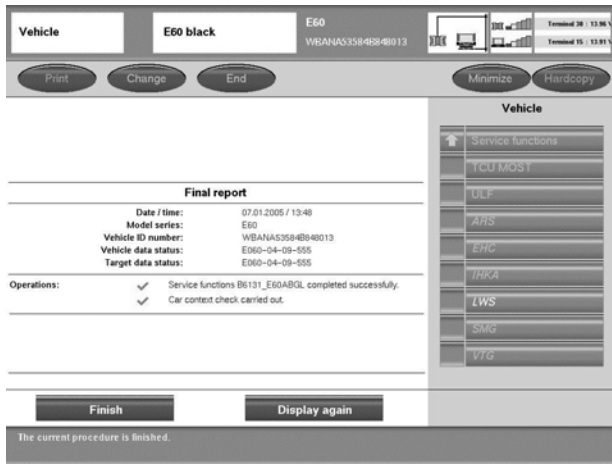 Vehicle
E60 black
E60
WBANA53584B848013
Terminal 30 : 13.96 V
Terminal 15 : 13.91 V
Print
Change
End
Minimize
Hardcopy
Vehicle
Service functions
TCU MOST
ULF
ARS
EHC
IHKA
LWS
SMG
VTG
Final report
Date / time: 07.01.2005 / 13:48
Model series: E60
Vehicle ID number: WBANA53584B848013
Vehicle data status: E060-04-09-555
Target data status: E060-04-09-555
Operations: Service functions B6131_E60ABGL completed successfully.
Car context check carried out.
Finish
Display again
The current procedure is finished.